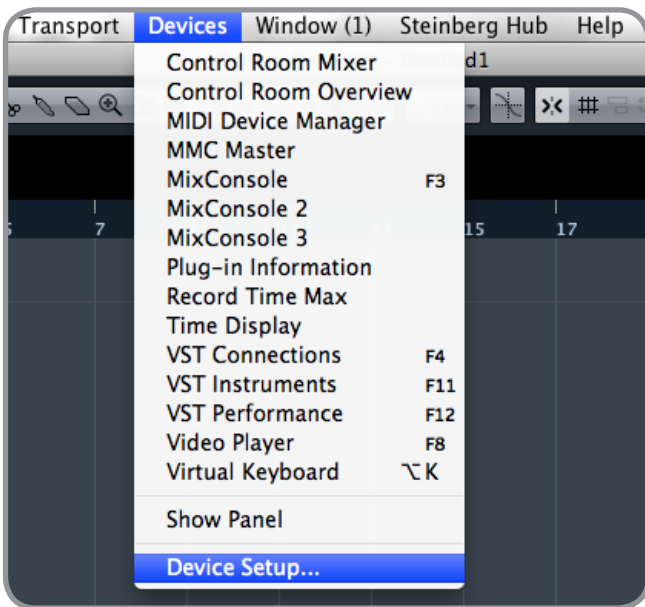 Transport Devices Window (1) Steinberg Hub Help
d1
Control Room Mixer
Control Room Overview
MIDI Device Manager
MMC Master
MixConsole F3
MixConsole 2
MixConsole 3
Plug-in Information
Record Time Max
Time Display
VST Connections F4
VST Instruments F11
VST Performance F12
Video Player F8
Virtual Keyboard ⌥K
Show Panel
Device Setup...
7 15 17